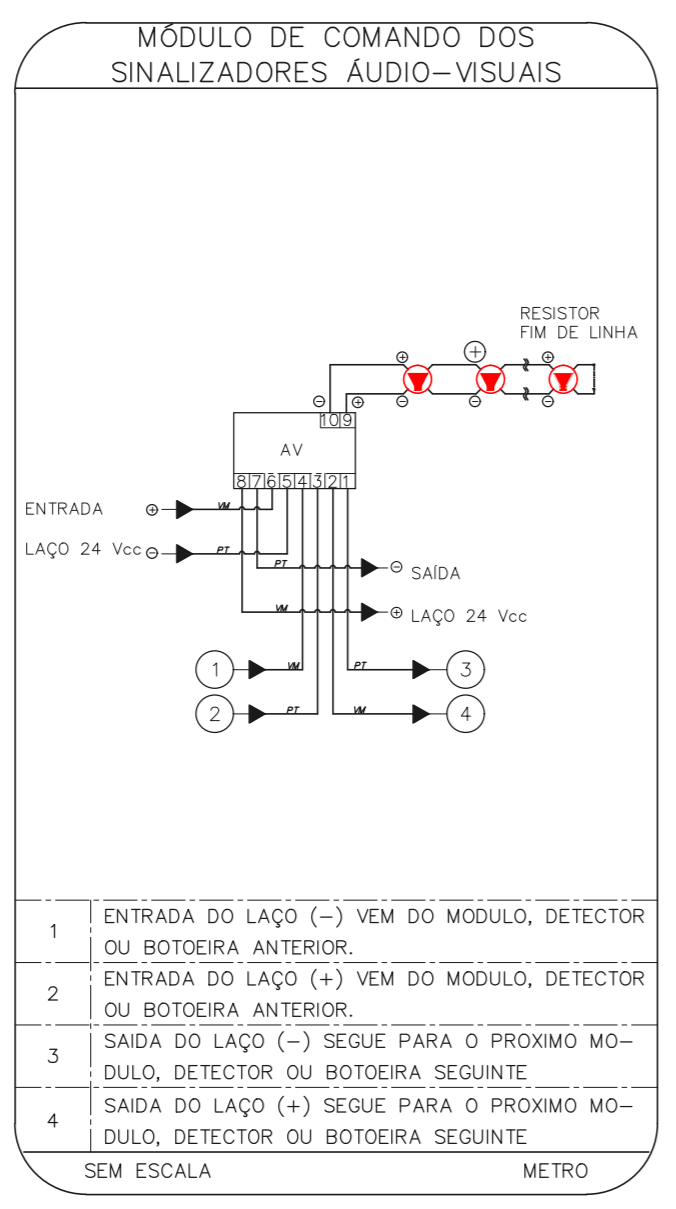 MÓDULO DE COMANDO DOS
SINALIZADORES ÁUDIO-VISUAIS
RESISTOR
FIM DE LINHA
+ + +
- + - - -
10 9
AV
8 7 6 5 4 3 2 1
ENTRADA + VM
LAÇO 24 Vcc - PT
PT - SAÍDA
VM + LAÇO 24 Vcc
1 VM PT 3
2 PT VM 4
1 ENTRADA DO LAÇO (-) VEM DO MODULO, DETECTOR
OU BOTOEIRA ANTERIOR.
2 ENTRADA DO LAÇO (+) VEM DO MODULO, DETECTOR
OU BOTOEIRA ANTERIOR.
3 SAIDA DO LAÇO (-) SEGUE PARA O PROXIMO MO-
DULO, DETECTOR OU BOTOEIRA SEGUINTE
4 SAIDA DO LAÇO (+) SEGUE PARA O PROXIMO MO-
DULO, DETECTOR OU BOTOEIRA SEGUINTE
SEM ESCALA METRO